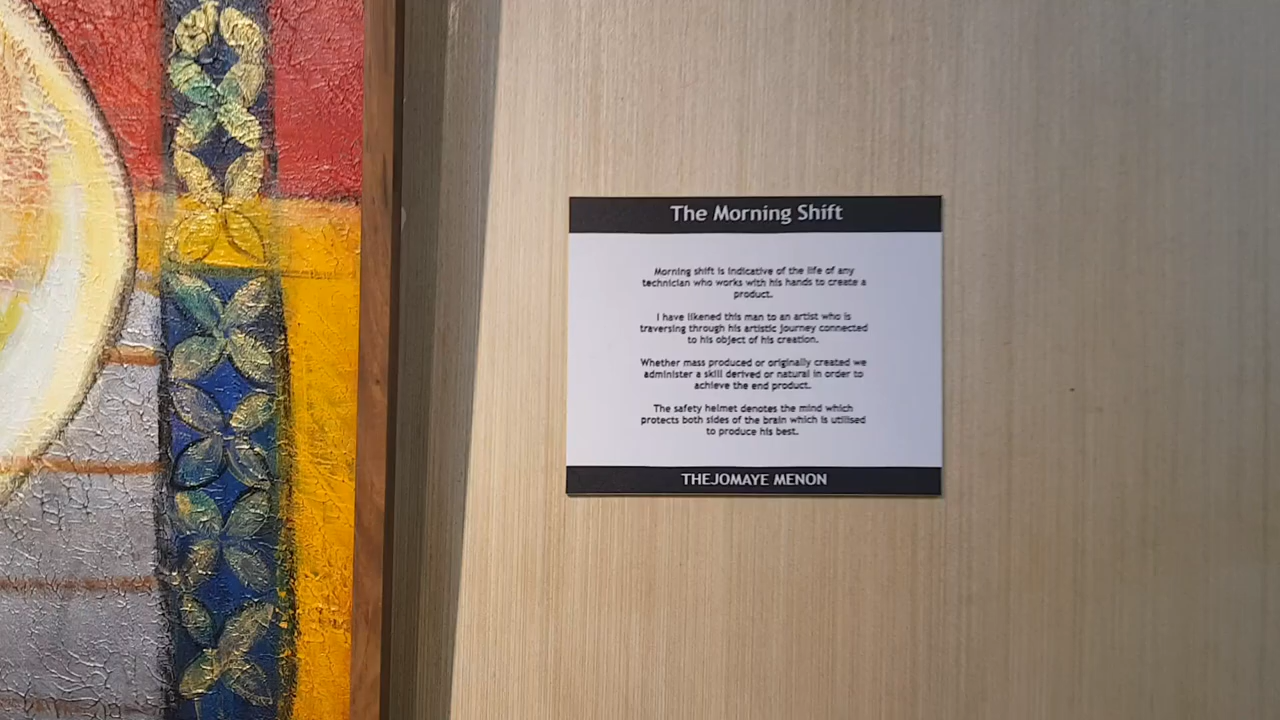 The Morning Shift
Morning shift is indicative of the life of any
technician who works with his hands to create a
product.
I have likened this man to an artist who is
traversing through his artistic journey connected
to his object of his creation.
Whether mass produced or originally created we
administer a skill derived or natural in order to
achieve the end product.
The safety helmet denotes the mind which
protects both sides of the brain which is utilised
to produce his best.
THEJOMAYE MENON